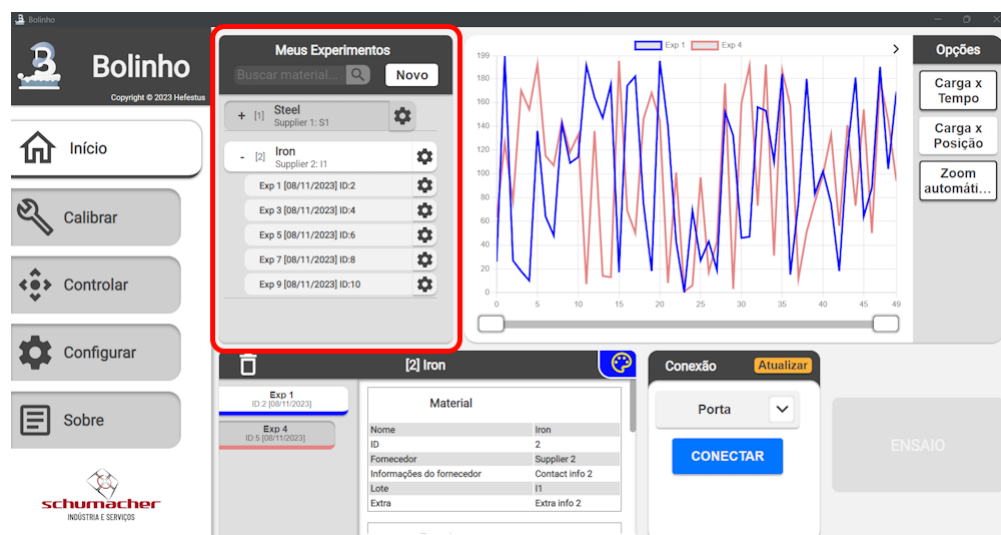 Bolinho
Bolinho
Copyright © 2023 Hefestus
Início
Calibrar
Controlar
Configurar
Sobre
schumacher
INDÚSTRIA E SERVIÇOS
Meus Experimentos
Buscar material...
Novo
+ [1] Steel
Supplier 1: S1
- [2] Iron
Supplier 2: I1
Exp 1 [08/11/2023] ID:2
Exp 3 [08/11/2023] ID:4
Exp 5 [08/11/2023] ID:6
Exp 7 [08/11/2023] ID:8
Exp 9 [08/11/2023] ID:10
Exp 1 Exp 4
199
180
160
140
120
100
80
60
40
20
0
0 5 10 15 20 25 30 35 40 45 49
Opções
Carga x
Tempo
Carga x
Posição
Zoom
automáti...
[2] Iron
Exp 1
ID:2 [08/11/2023]
Exp 4
ID:5 [08/11/2023]
Material
Nome Iron
ID 2
Fornecedor Supplier 2
Informações do fornecedor Contact info 2
Lote I1
Extra Extra info 2
Conexão Atualizar
Porta
CONECTAR
ENSAIO